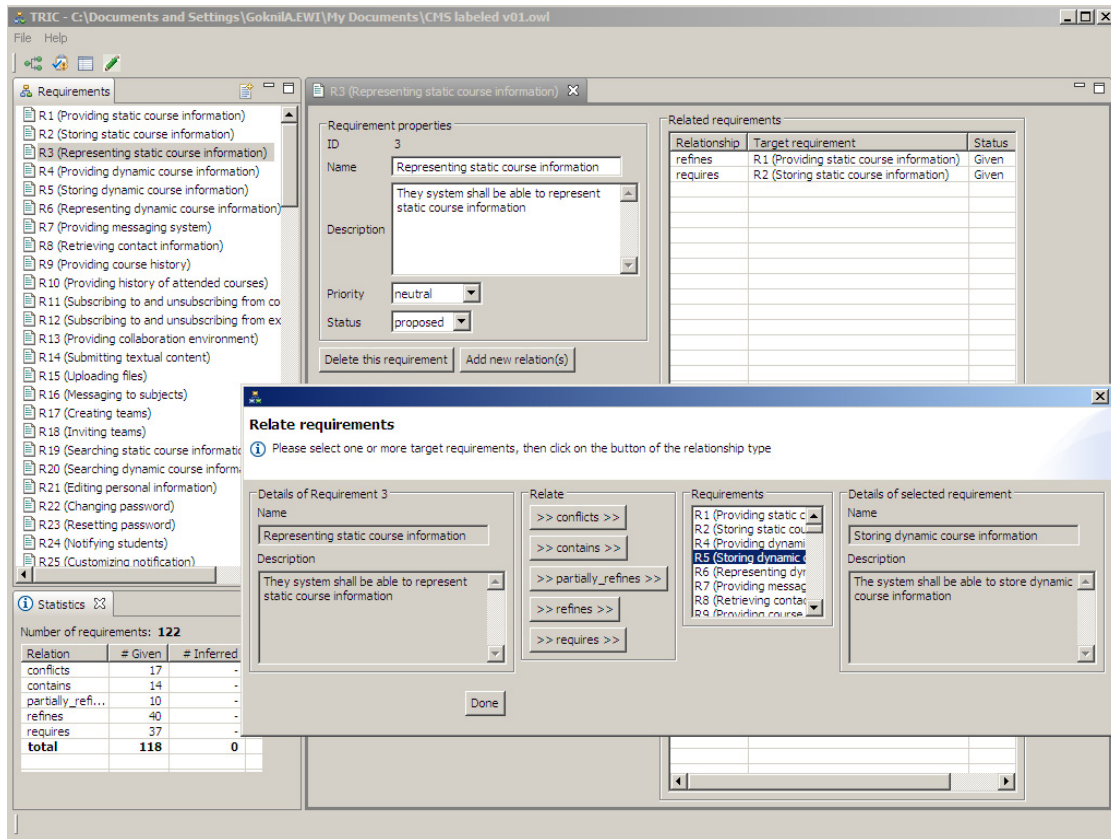 TRIC - C:\Documents and Settings\GoknilA.EWI\My Documents\CMS labeled v01.owl
File Help
Requirements
R1 (Providing static course information)
R2 (Storing static course information)
R3 (Representing static course information)
R4 (Providing dynamic course information)
R5 (Storing dynamic course information)
R6 (Representing dynamic course information)
R7 (Providing messaging system)
R8 (Retrieving contact information)
R9 (Providing course history)
R10 (Providing history of attended courses)
R11 (Subscribing to and unsubscribing from co
R12 (Subscribing to and unsubscribing from ex
R13 (Providing collaboration environment)
R14 (Submitting textual content)
R15 (Uploading files)
R16 (Messaging to subjects)
R17 (Creating teams)
R18 (Inviting teams)
R19 (Searching static course informatio
R20 (Searching dynamic course informa
R21 (Editing personal information)
R22 (Changing password)
R23 (Resetting password)
R24 (Notifying students)
R25 (Customizing notification)
Statistics
Number of requirements: 122
Relation # Given # Inferred
conflicts 17 -
contains 14 -
partially_refi... 10 -
refines 40 -
requires 37 -
total 118 0
R3 (Representing static course information)
Requirement properties
ID 3
Name Representing static course information
Description
They system shall be able to represent
static course information
Priority neutral
Status proposed
Delete this requirement Add new relation(s)
Related requirements
Relationship Target requirement Status
refines R1 (Providing static course information) Given
requires R2 (Storing static course information) Given
Relate requirements
Please select one or more target requirements, then click on the button of the relationship type
Details of Requirement 3
Name
Representing static course information
Description
They system shall be able to represent
static course information
Relate
>> conflicts >>
>> contains >>
>> partially_refines >>
>> refines >>
>> requires >>
Requirements
R1 (Providing static c
R2 (Storing static cou
R4 (Providing dynami
R5 (Storing dynamic c
R6 (Representing dyn
R7 (Providing messag
R8 (Retrieving contac
R9 (Providing course
Details of selected requirement
Name
Storing dynamic course information
Description
The system shall be able to store dynamic
course information
Done